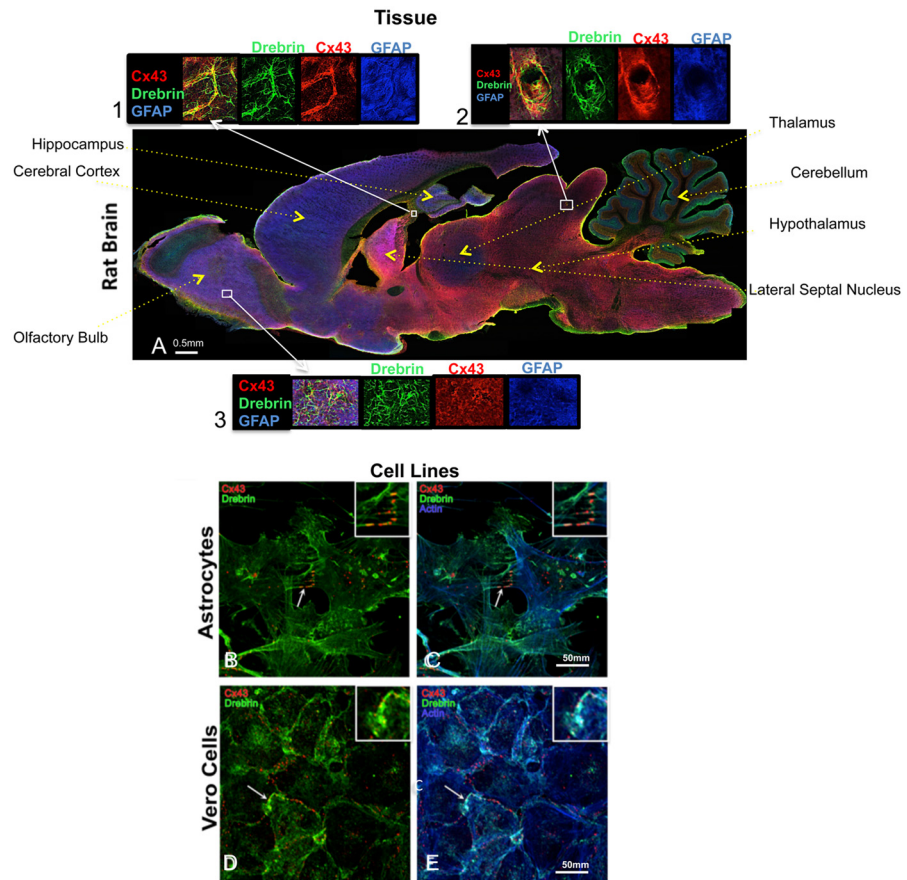 Tissue
Drebrin Cx43 GFAP
Cx43
Drebrin
GFAP
1
Drebrin Cx43 GFAP
Cx43
Drebrin
GFAP
2
Hippocampus
Cerebral Cortex
Thalamus
Cerebellum
Hypothalamus
Lateral Septal Nucleus
Rat Brain
Olfactory Bulb
A
0.5mm
Drebrin Cx43 GFAP
Cx43
Drebrin
GFAP
3
Cell Lines
Astrocytes
Cx43
Drebrin
B
Cx43
Drebrin
Actin
C
50mm
Vero Cells
Cx43
Drebrin
D
Cx43
Drebrin
Actin
C
E
50mm